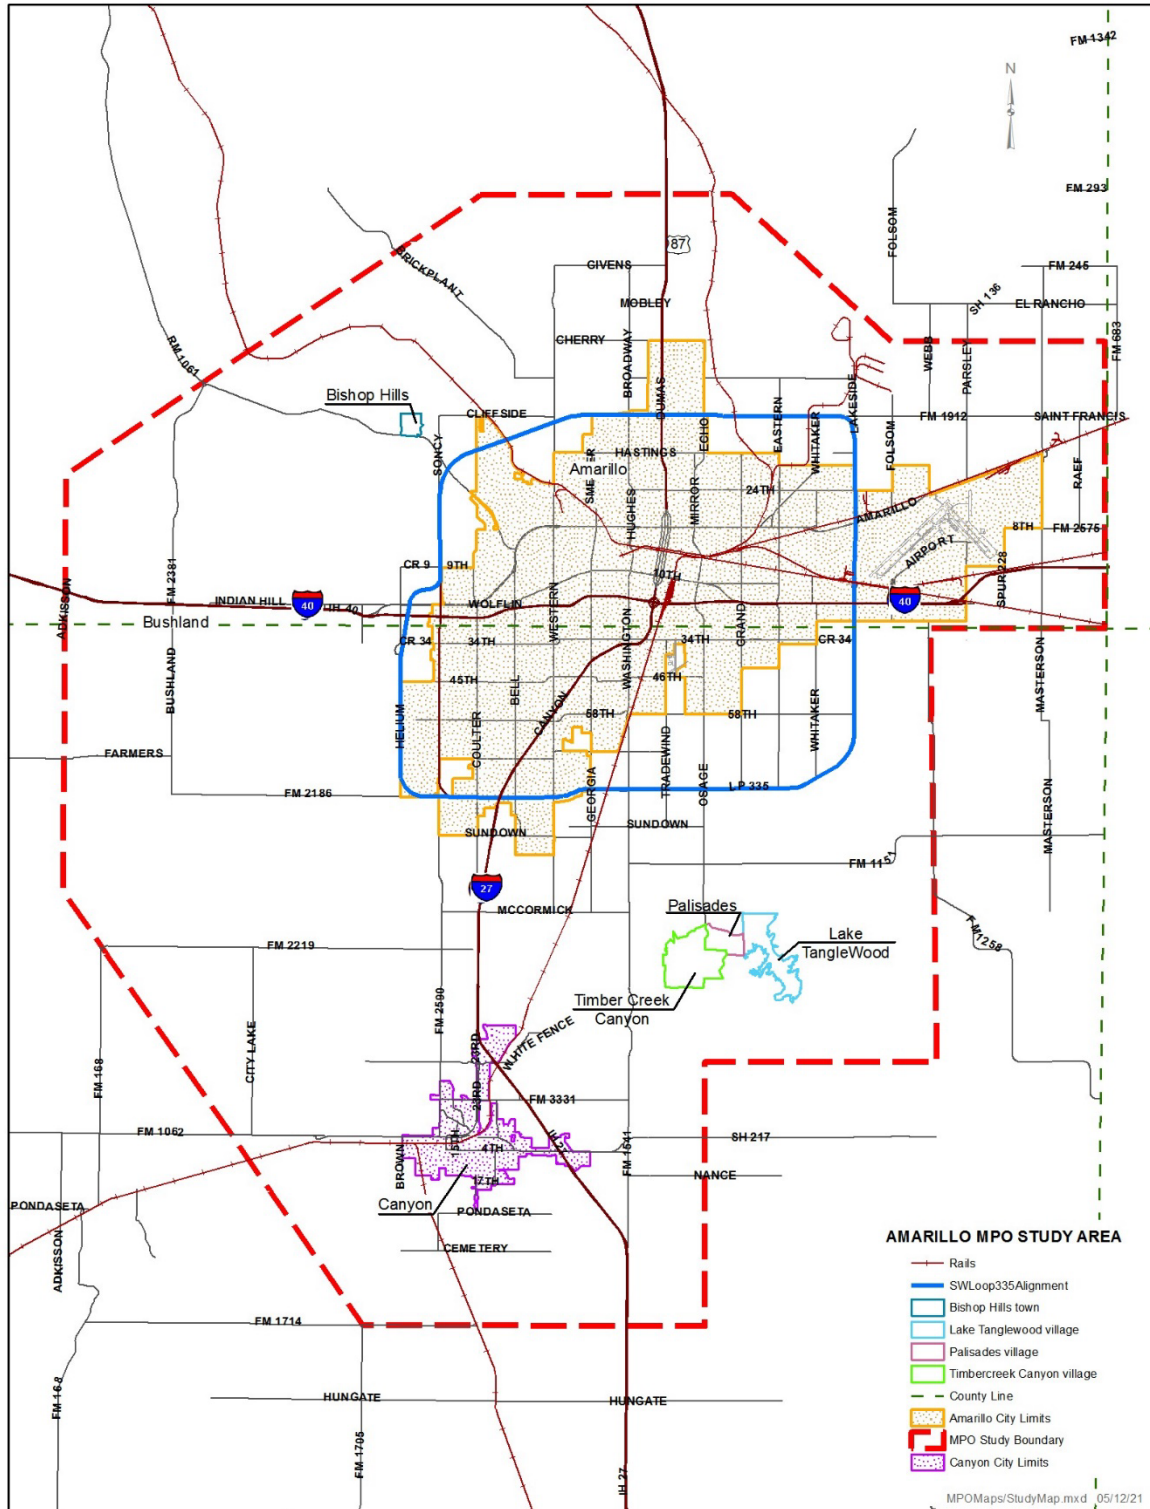 FM 1342
N
FM 293
FOLSOM
87
BRICKPLANT
GIVENS
FM 245
SH 136
MOBLEY
EL RANCHO
RM 1061
CHERRY
BROADWAY
DUMAS
WEBB
PARSLEY
FM 683
Bishop Hills
CLIFFSIDE
ECHO
EASTERN
WHITAKER
LAKESIDE
FM 1912
SAINT FRANCIS
SONCY
HASTINGS
FOLSOM
Amarillo
RAEF
24TH
HUGHES
MIRROR
AMARILLO
8TH
FM 2575
AIRPORT
FM 2381
CR 9
9TH
10TH
SPUR 228
ADKISSON
INDIAN HILL
40
IH 40
WOLFLIN
WESTERN
WASHINGTON
GRAND
40
Bushland
CR 34
34TH
34TH
CR 34
BUSHLAND
45TH
BELL
46TH
MASTERSON
HELIUM
COULTER
CANYON
58TH
58TH
WHITAKER
FARMERS
TRADEWIND
OSAGE
FM 2186
GEORGIA
LP 335
MASTERSON
SUNDOWN
SUNDOWN
FM 1151
27
MCCORMICK
Palisades
FM 2219
Lake
TangleWood
FM 1258
Timber Creek
Canyon
FM 2590
CITY LAKE
23RD
WHITE FENCE
FM 168
23RD
FM 3331
FM 1062
15TH
4TH
IH 27
FM 1541
SH 217
BROWN
17TH
NANCE
Canyon
PONDASETA
PONDASETA
ADKISSON
CEMETERY
FM 1714
FM 168
HUNGATE
HUNGATE
FM 1705
IH 27
AMARILLO MPO STUDY AREA
Rails
SWLoop335Alignment
Bishop Hills town
Lake Tanglewood village
Palisades village
Timbercreek Canyon village
County Line
Amarillo City Limits
MPO Study Boundary
Canyon City Limits
MPOMaps/StudyMap.mxd 05/12/21